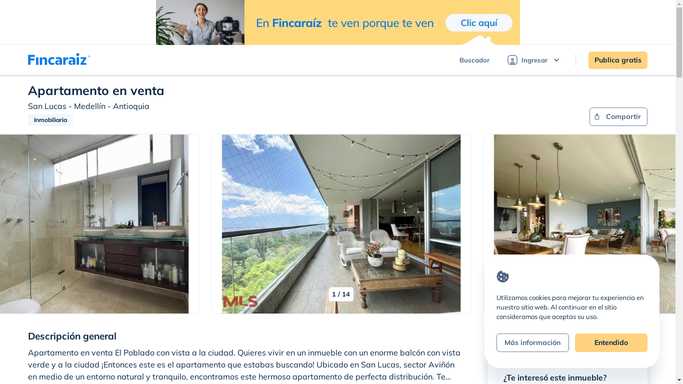 En Fincaraíz te ven porque te ven
Clic aquí
Fincaraíz
Buscador
Ingresar
Publica gratis
Apartamento en venta
San Lucas - Medellín - Antioquia
Inmobiliaria
Compartir
MLS
1 / 14
Utilizamos cookies para mejorar tu experiencia en
nuestro sitio web. Al continuar en el sitio
consideramos que aceptas su uso.
Más información
Entendido
Descripción general
Apartamento en venta El Poblado con vista a la ciudad. Quieres vivir en un inmueble con un enorme balcón con vista
verde y a la ciudad ¡Entonces este es el apartamento que estabas buscando! Ubicado en San Lucas, sector Aviñón
en medio de un entorno natural y tranquilo, encontramos este hermoso apartamento de perfecta distribución. Te...
¿Te interesó este inmueble?